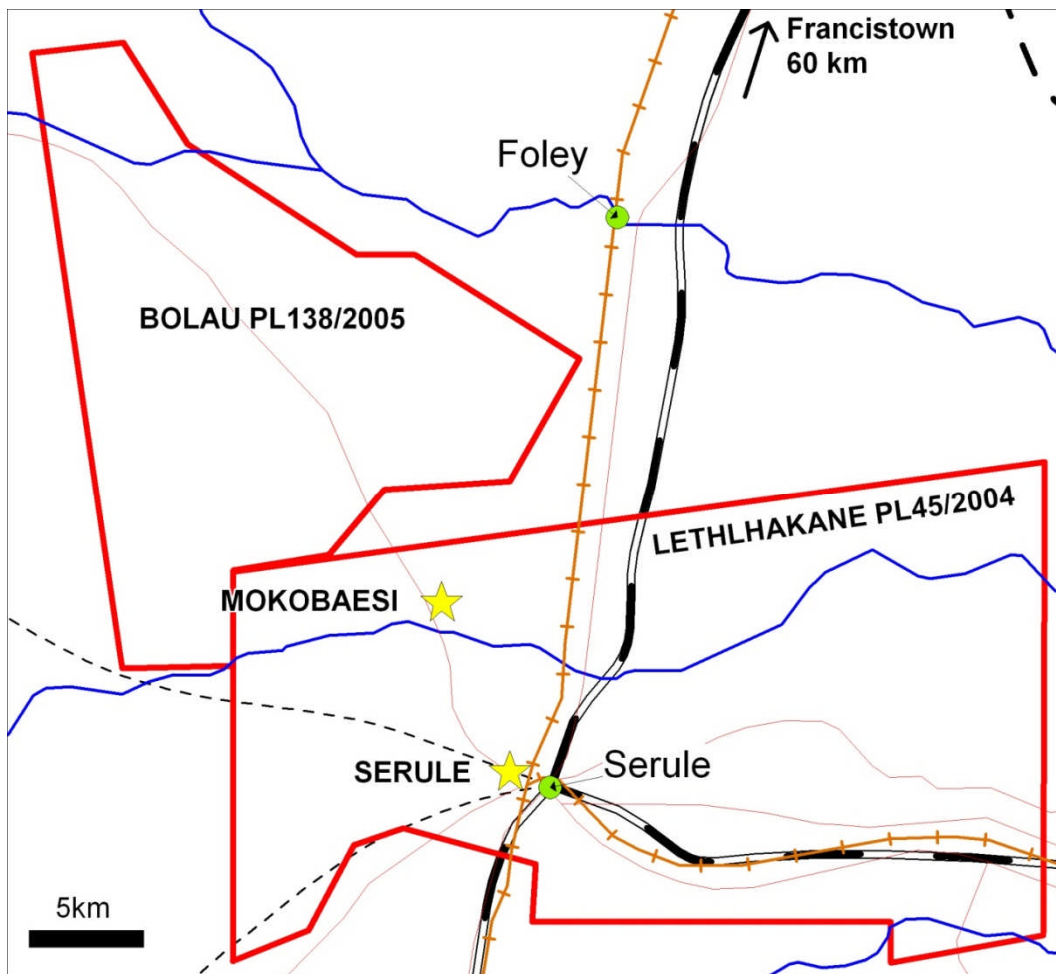 Francistown
60 km
Foley
BOLAU PL138/2005
LETHLHAKANE PL45/2004
MOKOBAESI
SERULE
Serule
5km